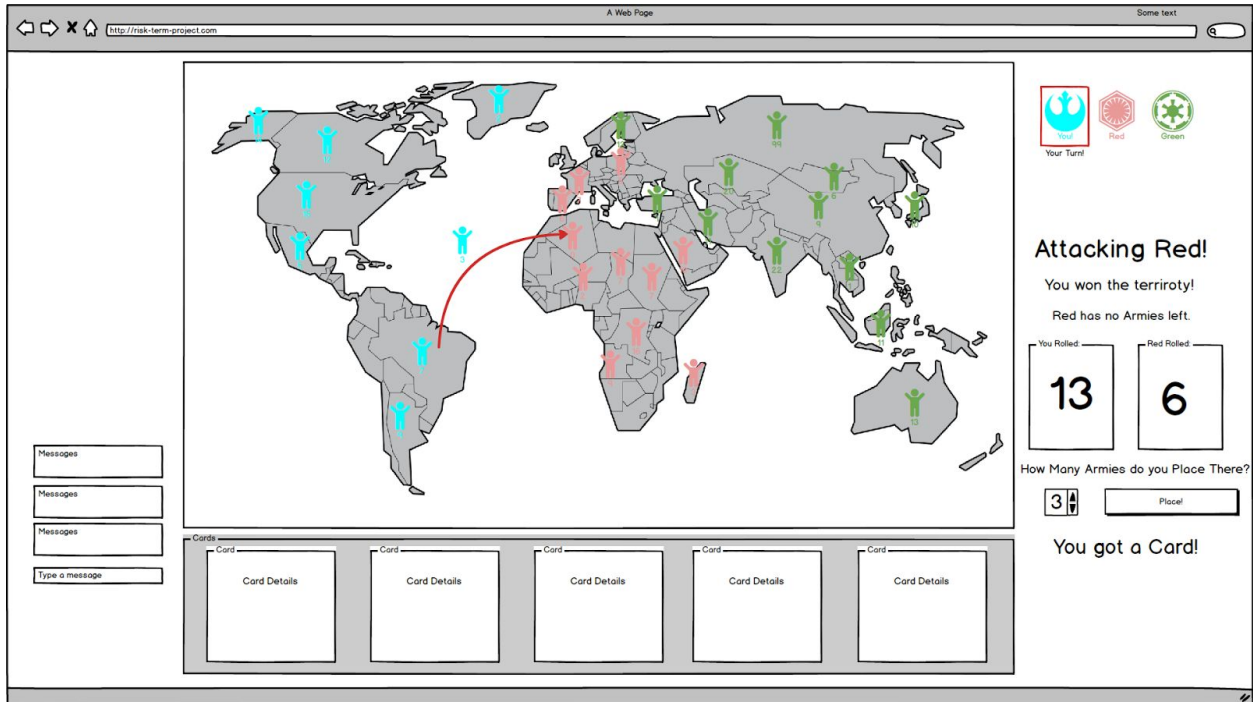 A Web Page
Some text
http://risk-term-project.com
You!
Red
Green
Your Turn!
Attacking Red!
You won the terriroty!
Red has no Armies left.
You Rolled:
13
Red Rolled:
6
How Many Armies do you Place There?
3
Place!
You got a Card!
3
99
6
9
22
11
13
Messages
Messages
Messages
Type a message
Cards
Card
Card Details
Card
Card Details
Card
Card Details
Card
Card Details
Card
Card Details